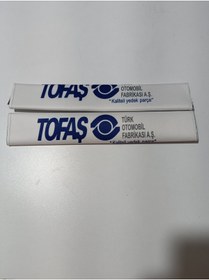 TOFAŞ
OTOMOBİL
FABRİKASI A.Ş.
"Kaliteli yedek parça"
TOFAŞ
TÜRK
OTOMOBİL
FABRİKASI A.Ş.
"Kaliteli yedek parça"